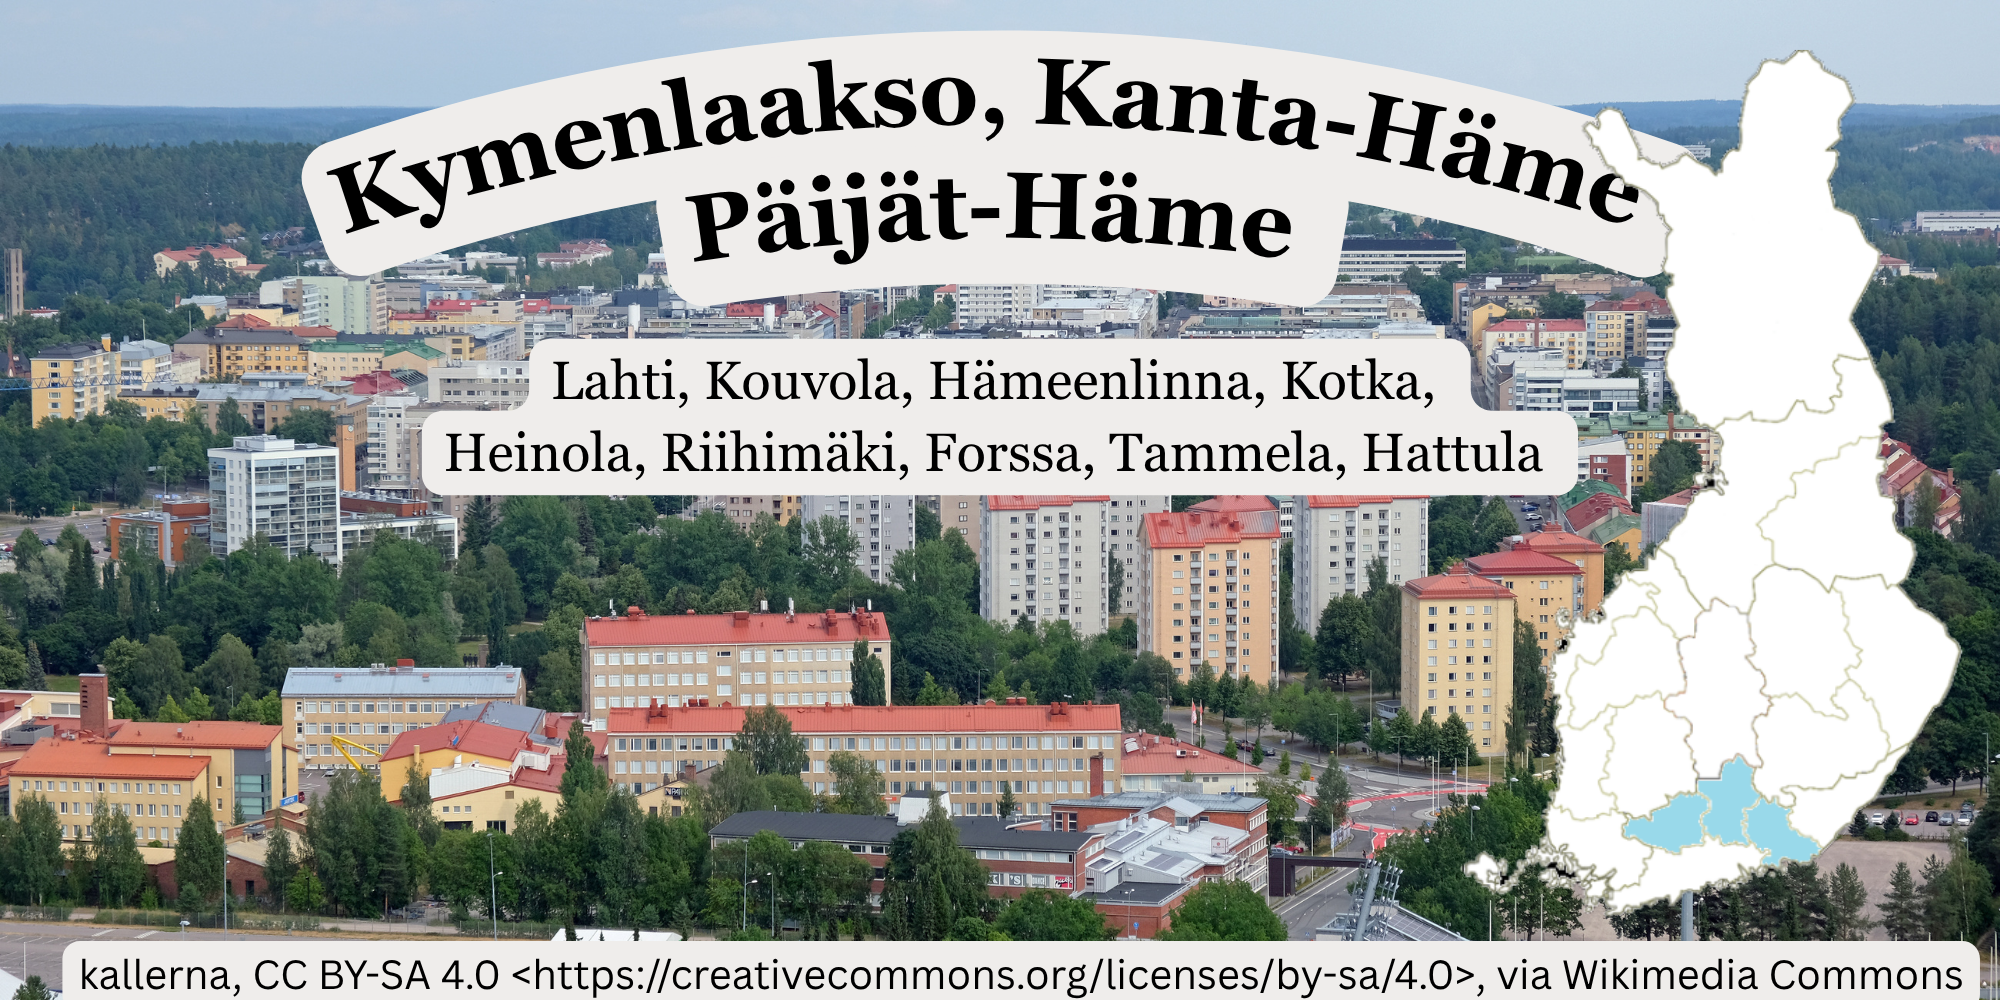 Kymenlaakso, Kanta-Häme
Päijät-Häme
Lahti, Kouvola, Hämeenlinna, Kotka,
Heinola, Riihimäki, Forssa, Tammela, Hattula
kallerna, CC BY-SA 4.0 <https://creativecommons.org/licenses/by-sa/4.0>, via Wikimedia Commons